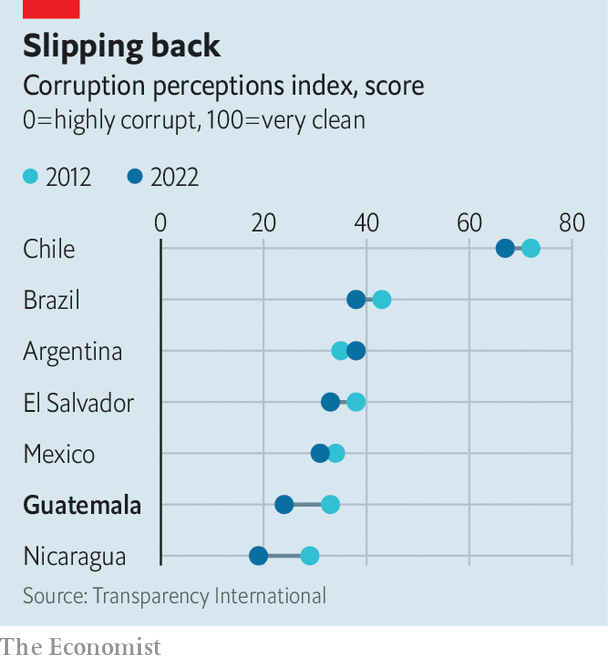 Slipping back
Corruption perceptions index, score
0=highly corrupt, 100=very clean
2012 2022
0 20 40 60 80
Chile
Brazil
Argentina
El Salvador
Mexico
Guatemala
Nicaragua
Source: Transparency International
The Economist